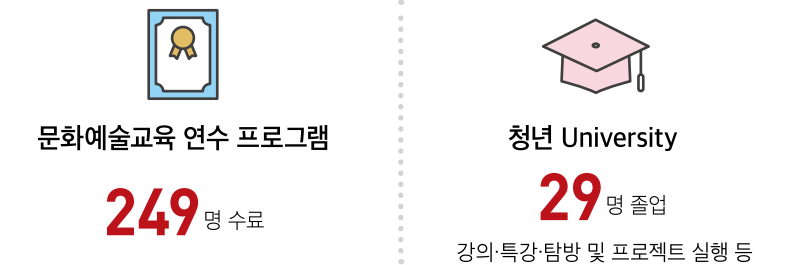 문화예술교육 연수 프로그램
249명 수료
청년 University
29명 졸업
강의·특강·탐방 및 프로젝트 실행 등